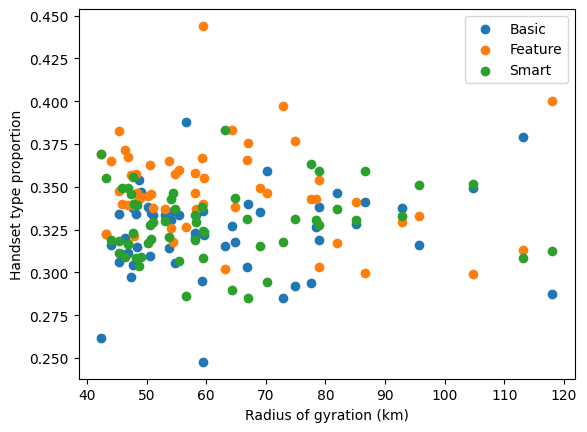 0.450
0.425
0.400
0.375
0.350
0.325
0.300
0.275
0.250
Handset type proportion
Basic
Feature
Smart
40 50 60 70 80 90 100 110 120
Radius of gyration (km)